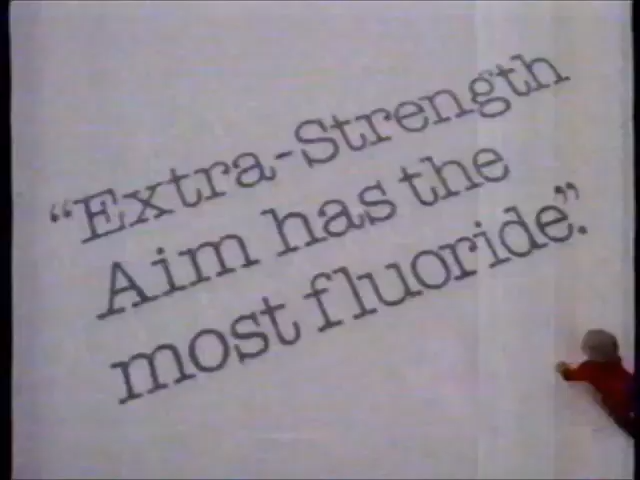 “Extra-Strength
Aim has the
most fluoride.”